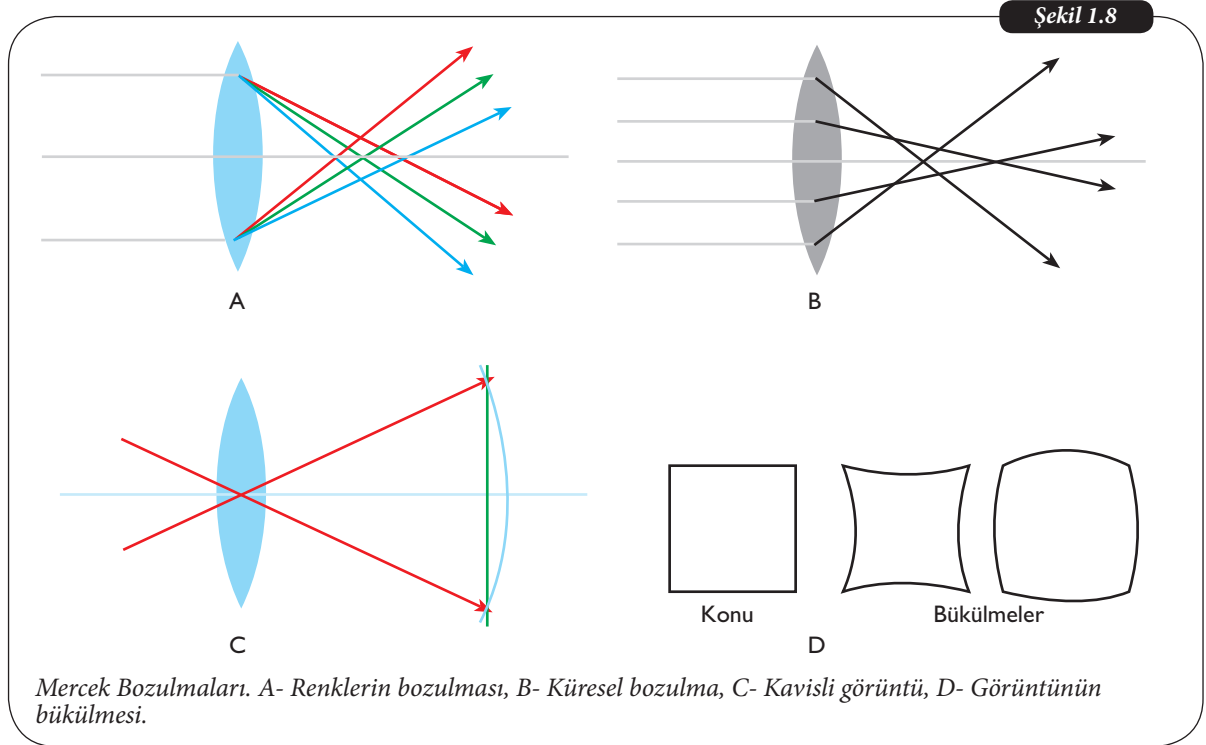 Şekil 1.8
A
B
C
Konu
Bükülmeler
D
Mercek Bozulmaları. A- Renklerin bozulması, B- Küresel bozulma, C- Kavisli görüntü, D- Görüntünün
bükülmesi.